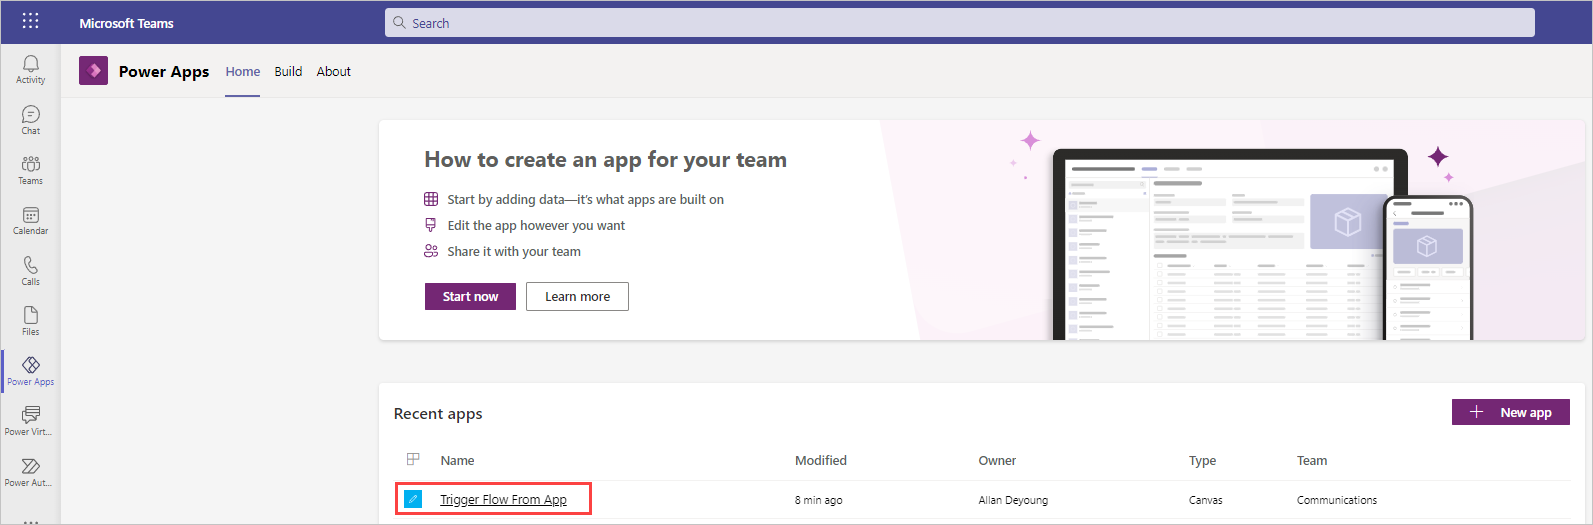 Microsoft Teams
Search
Activity
Chat
Teams
Calendar
Calls
Files
Power Apps
Power Virt...
Power Aut...
Power Apps Home Build About
How to create an app for your team
Start by adding data—it's what apps are built on
Edit the app however you want
Share it with your team
Start now Learn more
Recent apps
New app
Name Modified Owner Type Team
Trigger Flow From App 8 min ago Allan Deyoung Canvas Communications